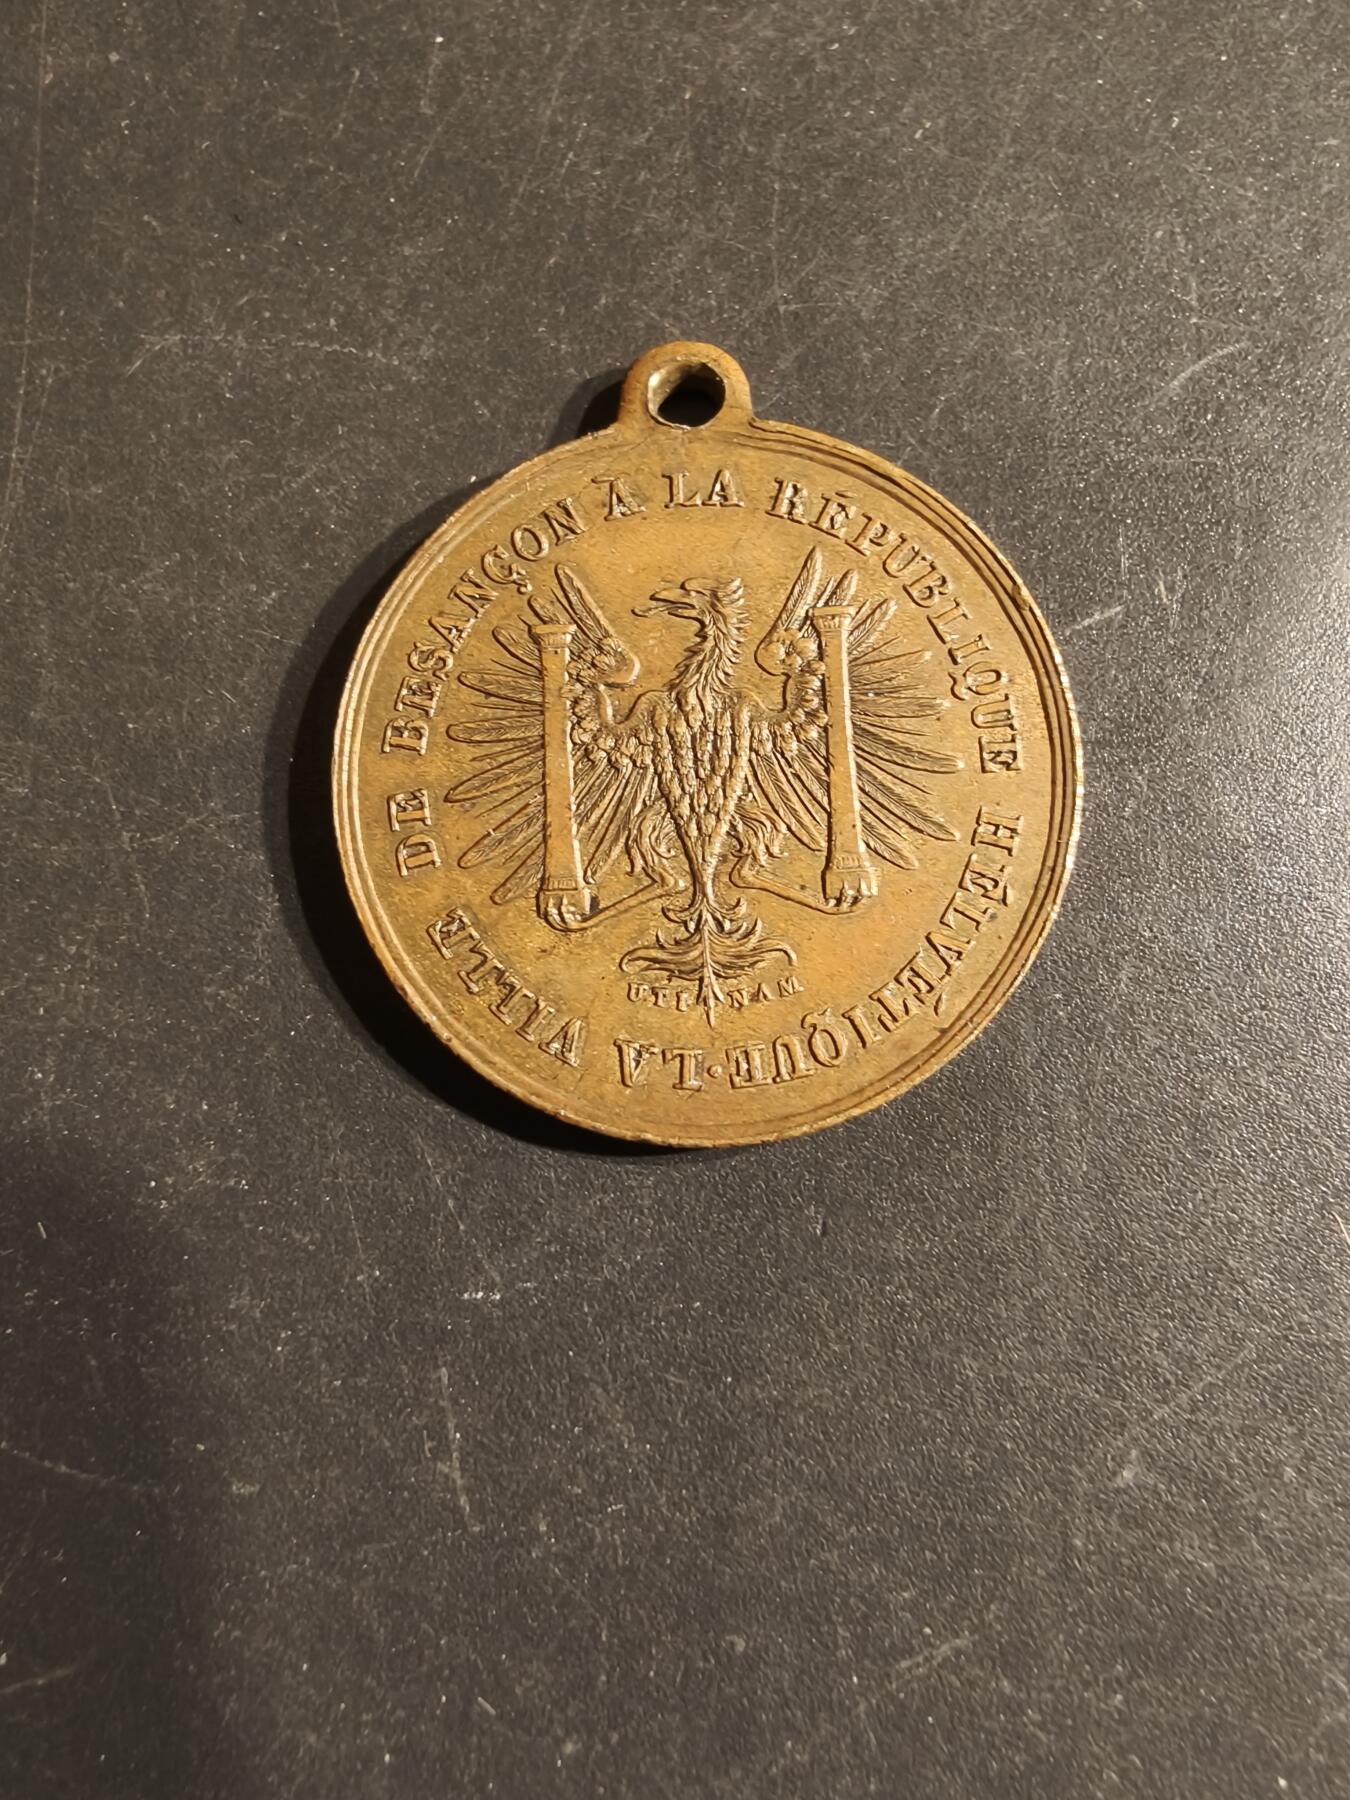 LA VILLE DE BESANÇON À LA RÉPUBLIQUE HÉLVÉTIQUE·
UTINAM